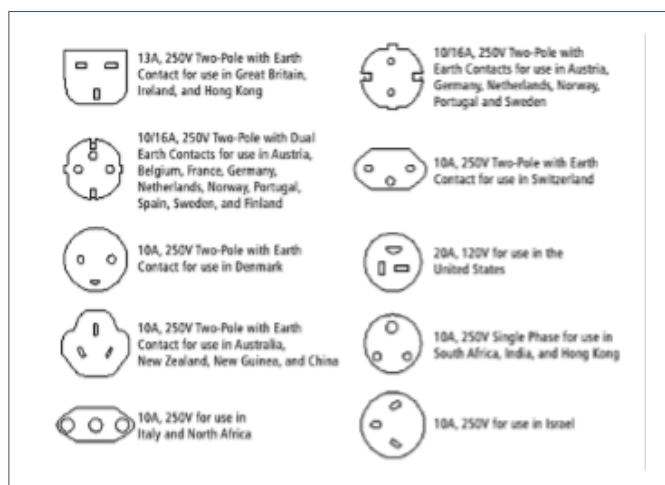 13A, 250V Two-Pole with Earth
Contact for use in Great Britain,
Ireland, and Hong Kong
10/16A, 250V Two-Pole with Dual
Earth Contacts for use in Austria,
Belgium, France, Germany,
Netherlands, Norway, Portugal,
Spain, Sweden, and Finland
10A, 250V Two-Pole with Earth
Contact for use in Denmark
10A, 250V Two-Pole with Earth
Contact for use in Australia,
New Zealand, New Guinea, and China
10A, 250V for use in
Italy and North Africa
10/16A, 250V Two-Pole with
Earth Contacts for use in Austria,
Germany, Netherlands, Norway,
Portugal and Sweden
10A, 250V Two-Pole with Earth
Contact for use in Switzerland
20A, 120V for use in the
United States
10A, 250V Single Phase for use in
South Africa, India, and Hong Kong
10A, 250V for use in Israel